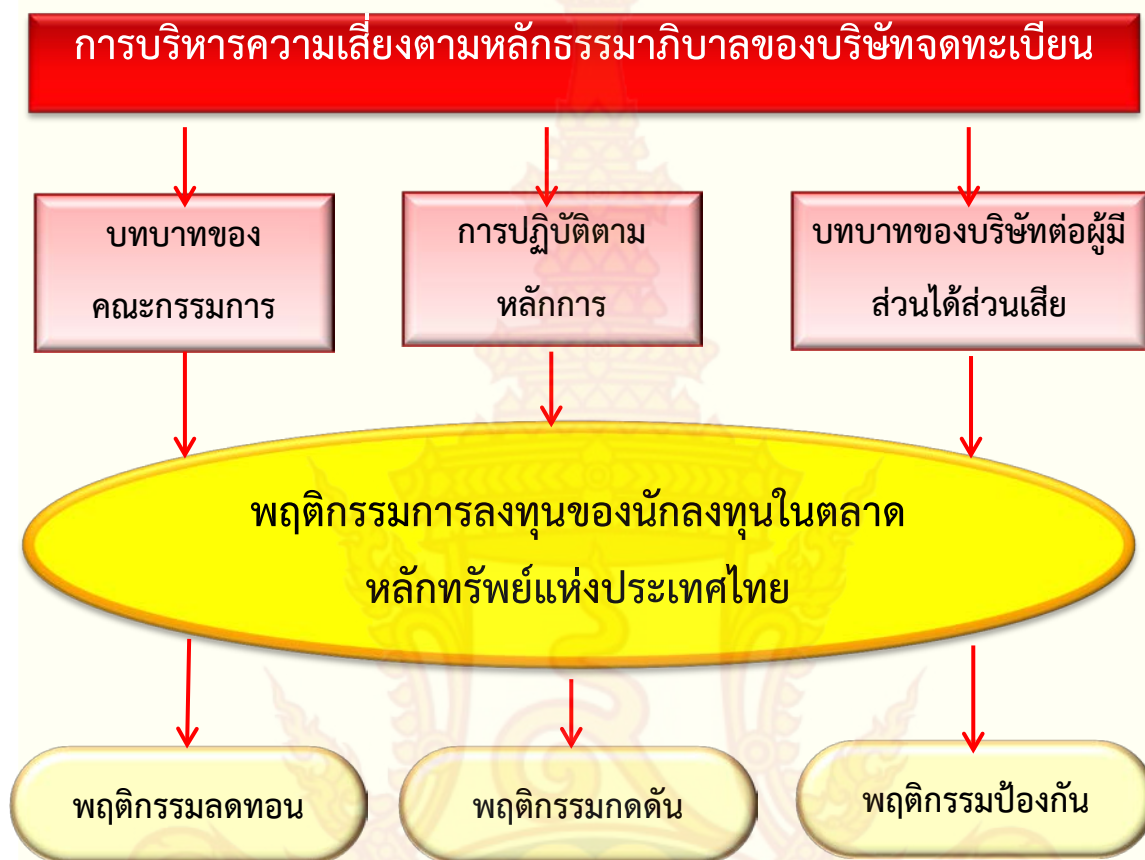 การบริหารความเสี่ยงตามหลักธรรมาภิบาลของบริษัทจดทะเบียน
บทบาทของ
คณะกรรมการ
การปฏิบัติตาม
หลักการ
บทบาทของบริษัทต่อผู้มี
ส่วนได้ส่วนเสีย
พฤติกรรมการลงทุนของนักลงทุนในตลาด
หลักทรัพย์แห่งประเทศไทย
พฤติกรรมลดทอน
พฤติกรรมกดดัน
พฤติกรรมป้องกัน